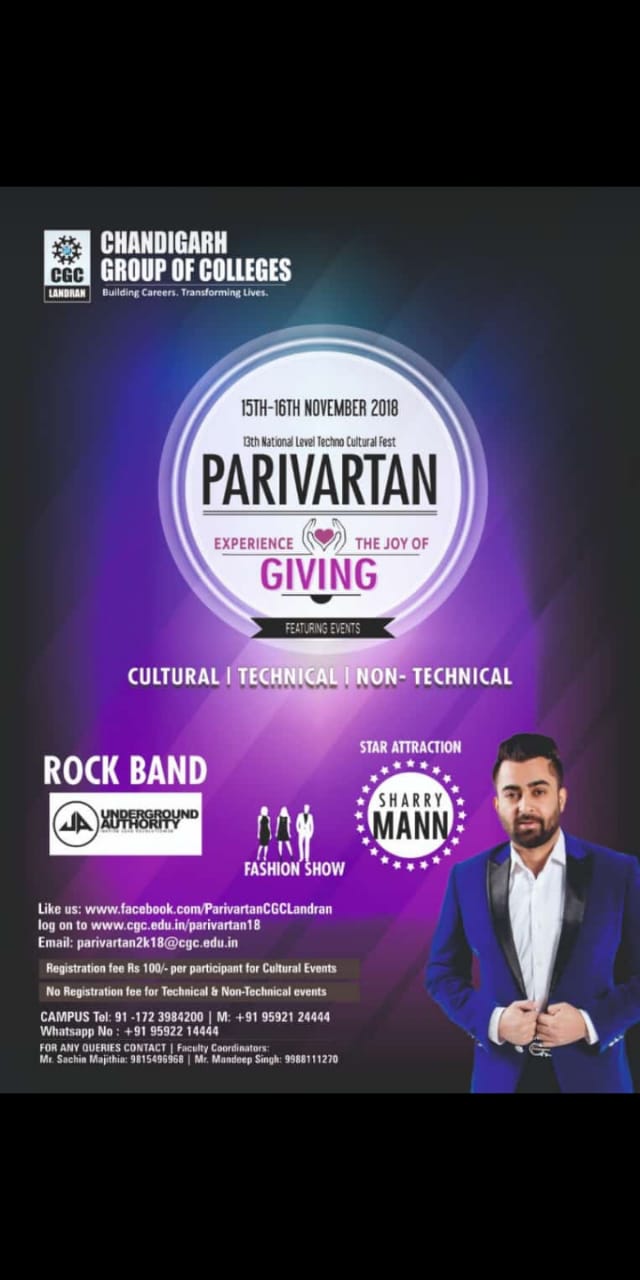 CGC
LANDRAN
CHANDIGARH
GROUP OF COLLEGES
Building Careers. Transforming Lives.
15TH-16TH NOVEMBER 2018
13th National Level Techno Cultural Fest
PARIVARTAN
EXPERIENCE THE JOY OF
GIVING
FEATURING EVENTS
CULTURAL | TECHNICAL | NON- TECHNICAL
ROCK BAND
UNDERGROUND
AUTHORITY
FASHION SHOW
STAR ATTRACTION
SHARRY
MANN
Like us: www.facebook.com/ParivartanCGCLandran
log on to www.cgc.edu.in/parivartan18
Email: parivartan2k18@cgc.edu.in
Registration fee Rs 100/- per participant for Cultural Events
No Registration fee for Technical & Non-Technical events
CAMPUS Tel: 91 -172 3984200 | M: +91 95921 24444
Whatsapp No : +91 95922 14444
FOR ANY QUERIES CONTACT | Faculty Coordinators:
Mr. Sachin Majithia: 9815496968 | Mr. Mandeep Singh: 9988111270